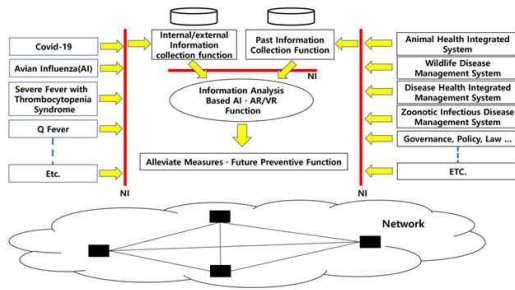 Covid-19
Avian Influenza(AI)
Severe Fever with
Thrombocytopenia
Syndrome
Q Fever
Etc.
NI
Internal/external
Information
collection function
Past Information
Collection Function
NI
Information Analysis
Based AI · AR/VR
Function
Alleviate Measures · Future Preventive Function
NI
Animal Health Integrated
System
Wildlife Disease
Management System
Disease Health Integrated
Management System
Zoonotic Infectious Disease
Management System
Governance, Policy, Law ...
ETC.
Network